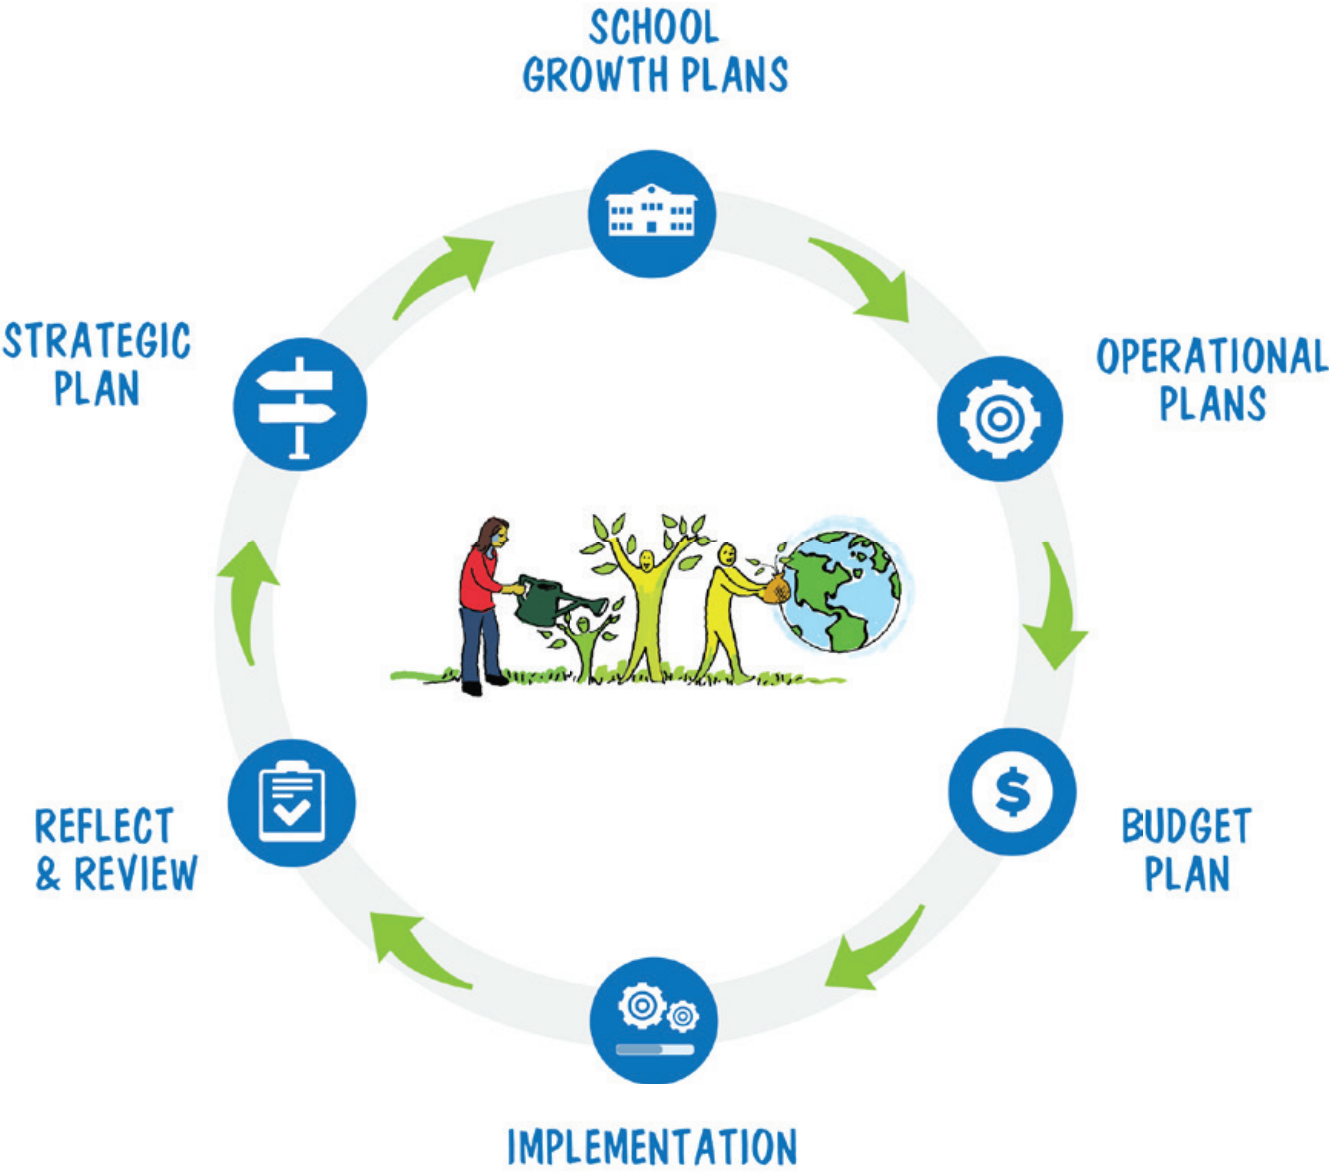 SCHOOL
GROWTH PLANS
STRATEGIC
PLAN
OPERATIONAL
PLANS
$
REFLECT
& REVIEW
BUDGET
PLAN
IMPLEMENTATION